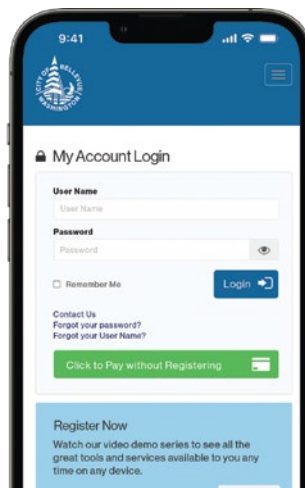 9:41
CITY OF BELLEVUE
WASHINGTON
My Account Login
User Name
User Name
Password
Password
Remember Me
Login
Contact Us
Forgot your password?
Forgot your User Name?
Click to Pay without Registering
Register Now
Watch our video demo series to see all the
great tools and services available to you any
time on any device.